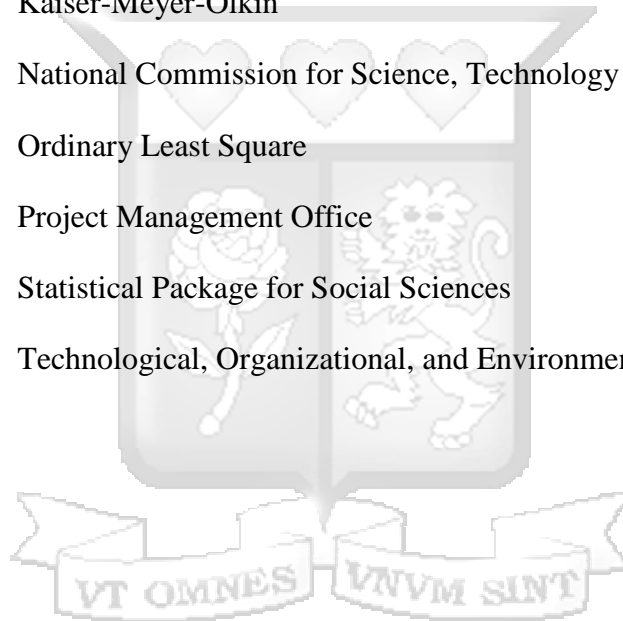 Kaiser-Meyer-Olkin
National Commission for Science, Technology
Ordinary Least Square
Project Management Office
Statistical Package for Social Sciences
Technological, Organizational, and Environme
VT OMNES VNVM SINT